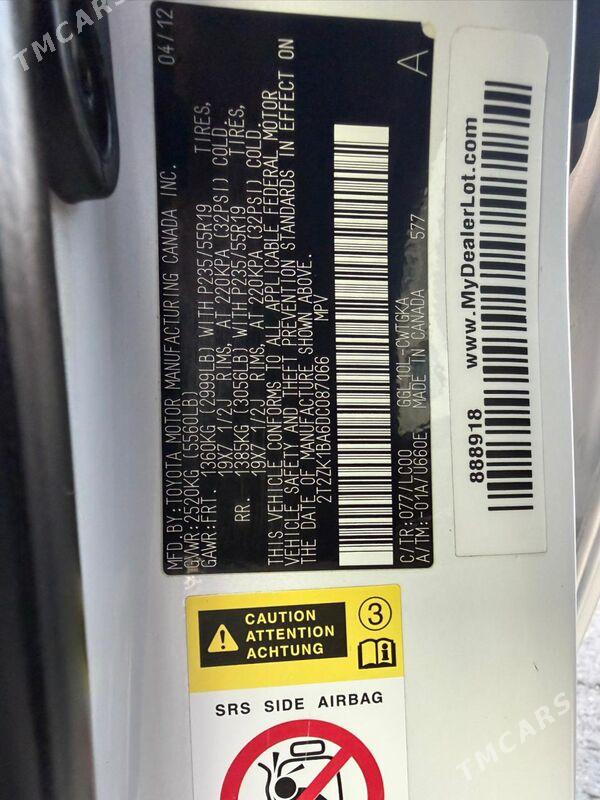 TMCARS
MFD.BY:TOYOTA MOTOR MANUFACTURING CANADA INC. 04/12
GVWR:2520KG(5560LB)
GAWR:FRT. 1360KG (2999LB) WITH P235/55R19 TIRES,
19X7 1/2J RIMS, AT 220KPA(32PSI) COLD.
RR. 1385KG (3058LB) WITH P235/55R19 TIRES,
19X7 1/2J RIMS, AT 220KPA(32PSI) COLD.
THIS VEHICLE CONFORMS TO ALL APPLICABLE FEDERAL MOTOR
VEHICLE SAFETY AND THEFT PREVENTION STANDARDS IN EFFECT ON
THE DATE OF MANUFACTURE SHOWN ABOVE.
2T2ZK1BA6DC087066 MPV
C/TR:077/LC00 GGL10L-CWTGKA
A/TM:-01A/U660E MADE IN CANADA 577
A
888918 www.MyDealerLot.com
CAUTION
ATTENTION
ACHTUNG
3
SRS SIDE AIRBAG
TMCARS